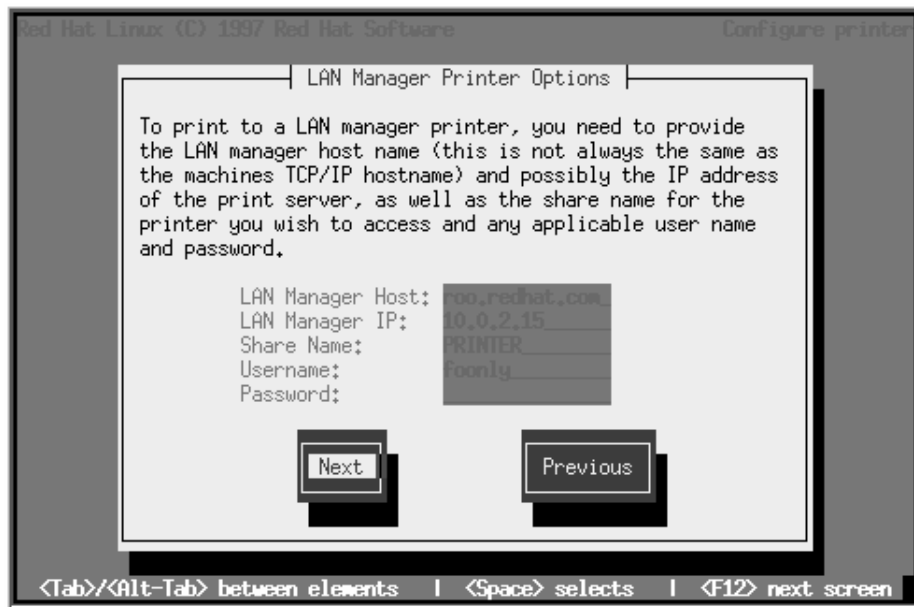 Red Hat Linux (C) 1997 Red Hat Software Configure printer
LAN Manager Printer Options
To print to a LAN manager printer, you need to provide
the LAN manager host name (this is not always the same as
the machines TCP/IP hostname) and possibly the IP address
of the print server, as well as the share name for the
printer you wish to access and any applicable user name
and password.
LAN Manager Host: roo.redhat.com_
LAN Manager IP: 10.0.2.15______
Share Name: PRINTER________
Username: foonly_________
Password: _______________
Next Previous
<Tab>/<Alt-Tab> between elements | <Space> selects | <F12> next screen